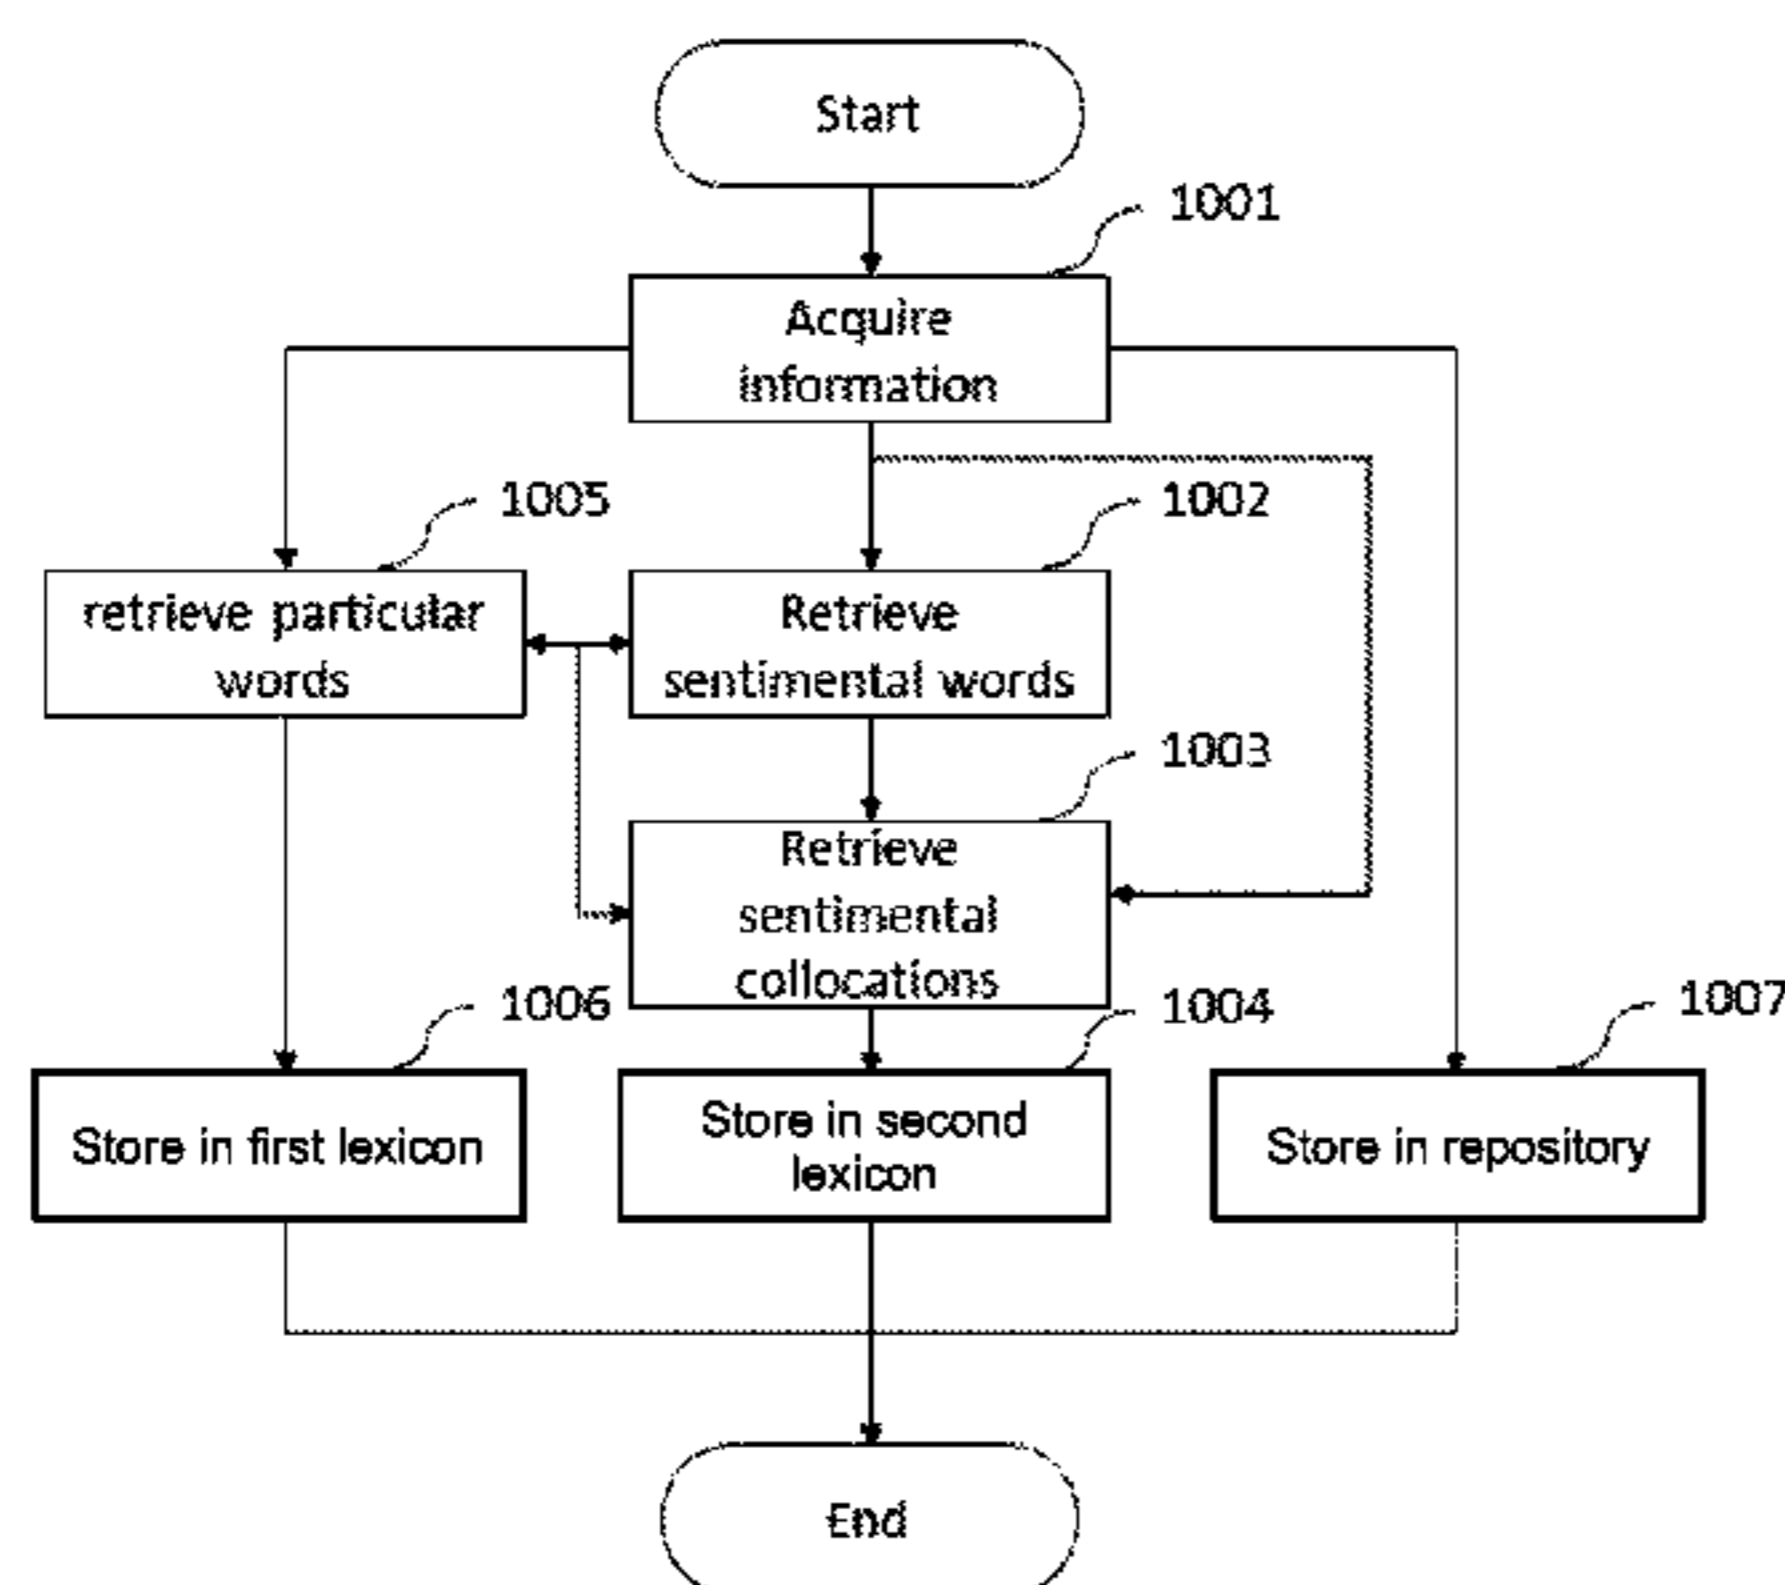 Start
1001
Acquire
information
1005
1002
retrieve particular
words
Retrieve
sentimental words
1003
Retrieve
sentimental
collocations
1006
1004
1007
Store in first lexicon
Store in second
lexicon
Store in repository
End